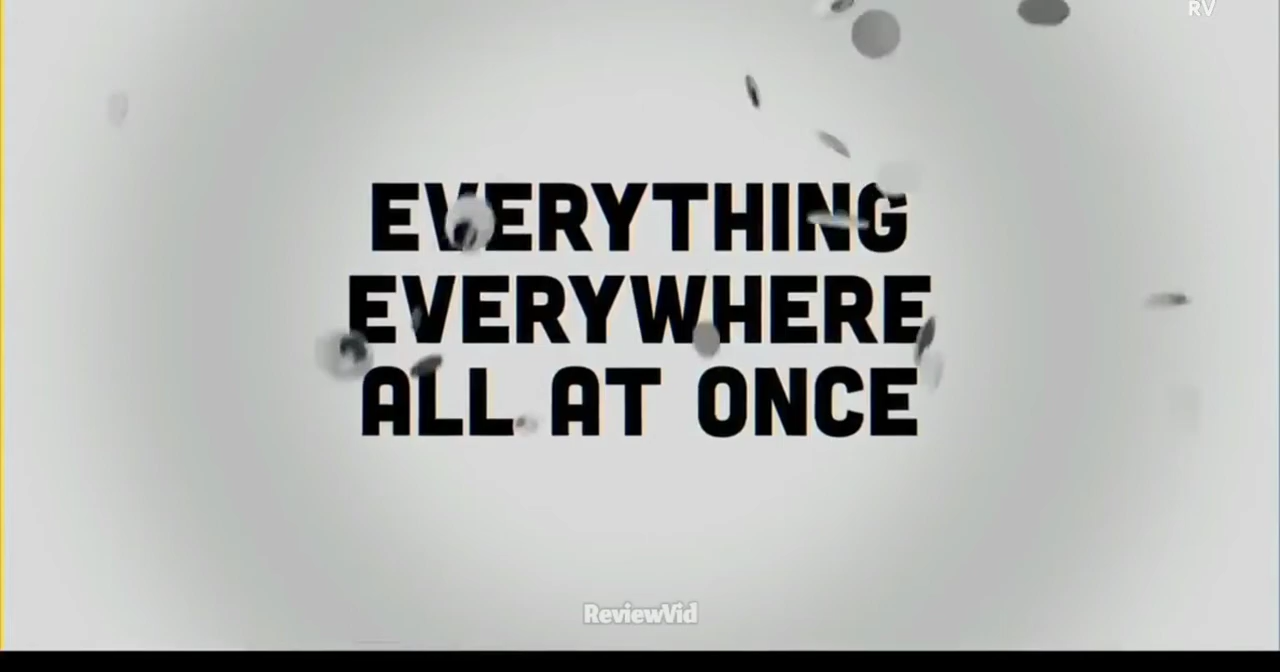 RV
EVERYTHING
EVERYWHERE
ALL AT ONCE
ReviewVid